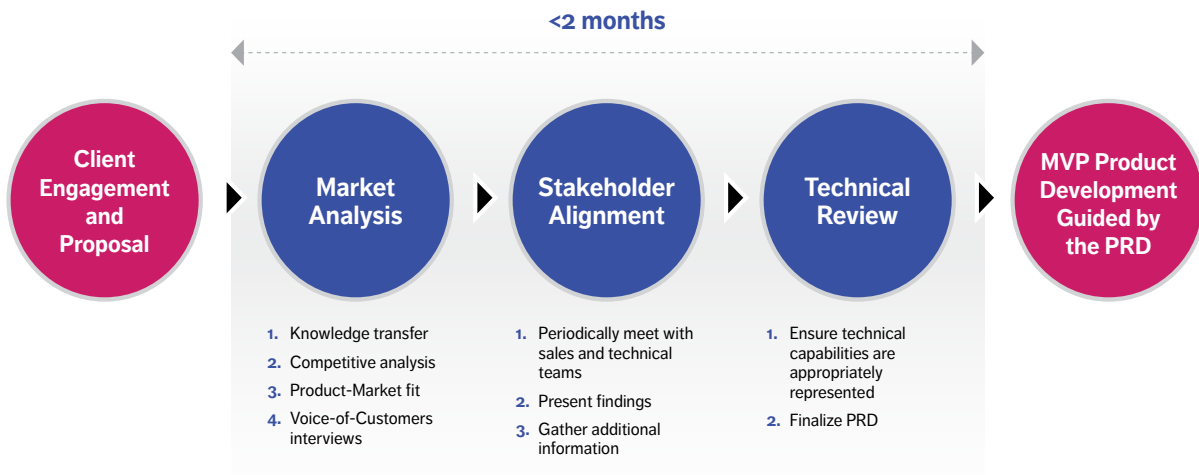 <2 months
Client
Engagement
and
Proposal
Market
Analysis
Stakeholder
Alignment
Technical
Review
MVP Product
Development
Guided by
the PRD
1. Knowledge transfer
2. Competitive analysis
3. Product-Market fit
4. Voice-of-Customers
interviews
1. Periodically meet with
sales and technical
teams
2. Present findings
3. Gather additional
information
1. Ensure technical
capabilities are
appropriately
represented
2. Finalize PRD